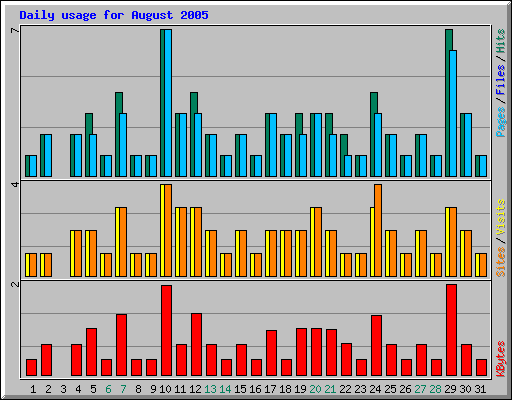 Daily usage for August 2005
7
Pages / Files / Hits
4
Sites / Visits
2
KBytes
1 2 3 4 5 6 7 8 9 10 11 12 13 14 15 16 17 18 19 20 21 22 23 24 25 26 27 28 29 30 31